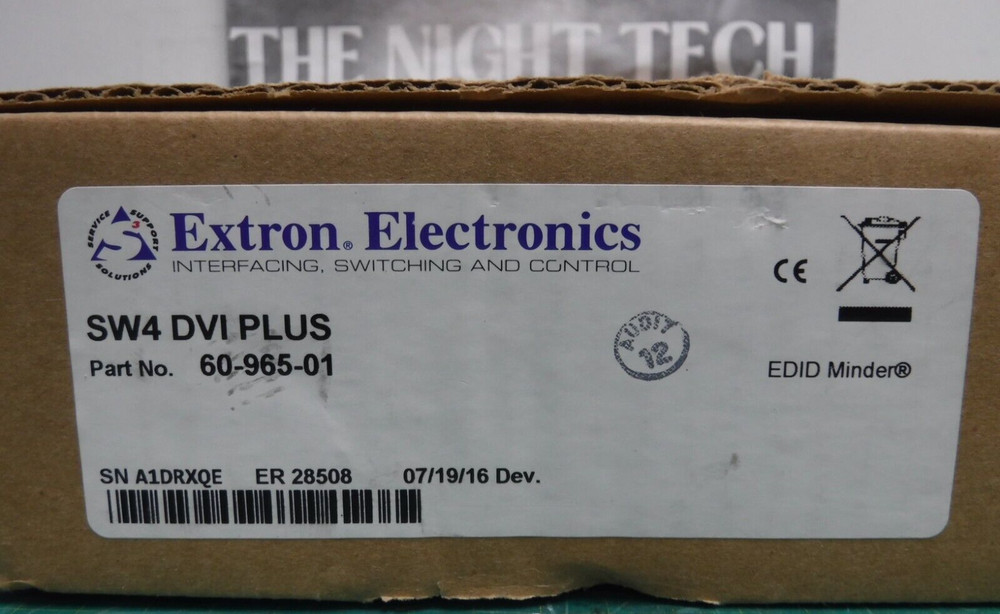 THE NIGHT TECH
SERVICE SUPPORT SOLUTIONS
S3
Extron® Electronics
INTERFACING, SWITCHING AND CONTROL
CE
SW4 DVI PLUS
Part No. 60-965-01
AUDIT
12
EDID Minder®
SN A1DRXQE ER 28508 07/19/16 Dev.